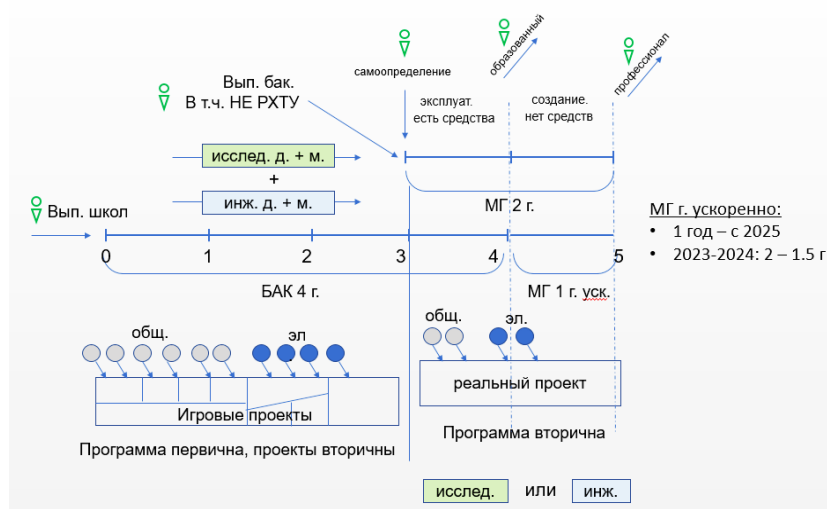 образованный
профессионал
самоопределение
Вып. бак.
В т.ч. НЕ РХТУ
эксплуат.
есть средства
создание.
нет средств
исслед. д. + м.
+
инж. д. + м.
МГ 2 г.
Вып. школ
0 1 2 3 4 5
БАК 4 г.
МГ 1 г. уск.
МГ г. ускоренно:
• 1 год – с 2025
• 2023-2024: 2 – 1.5 г
общ.
эл
Игровые проекты
Программа первична, проекты вторичны
общ.
эл.
реальный проект
Программа вторична
исслед. или инж.